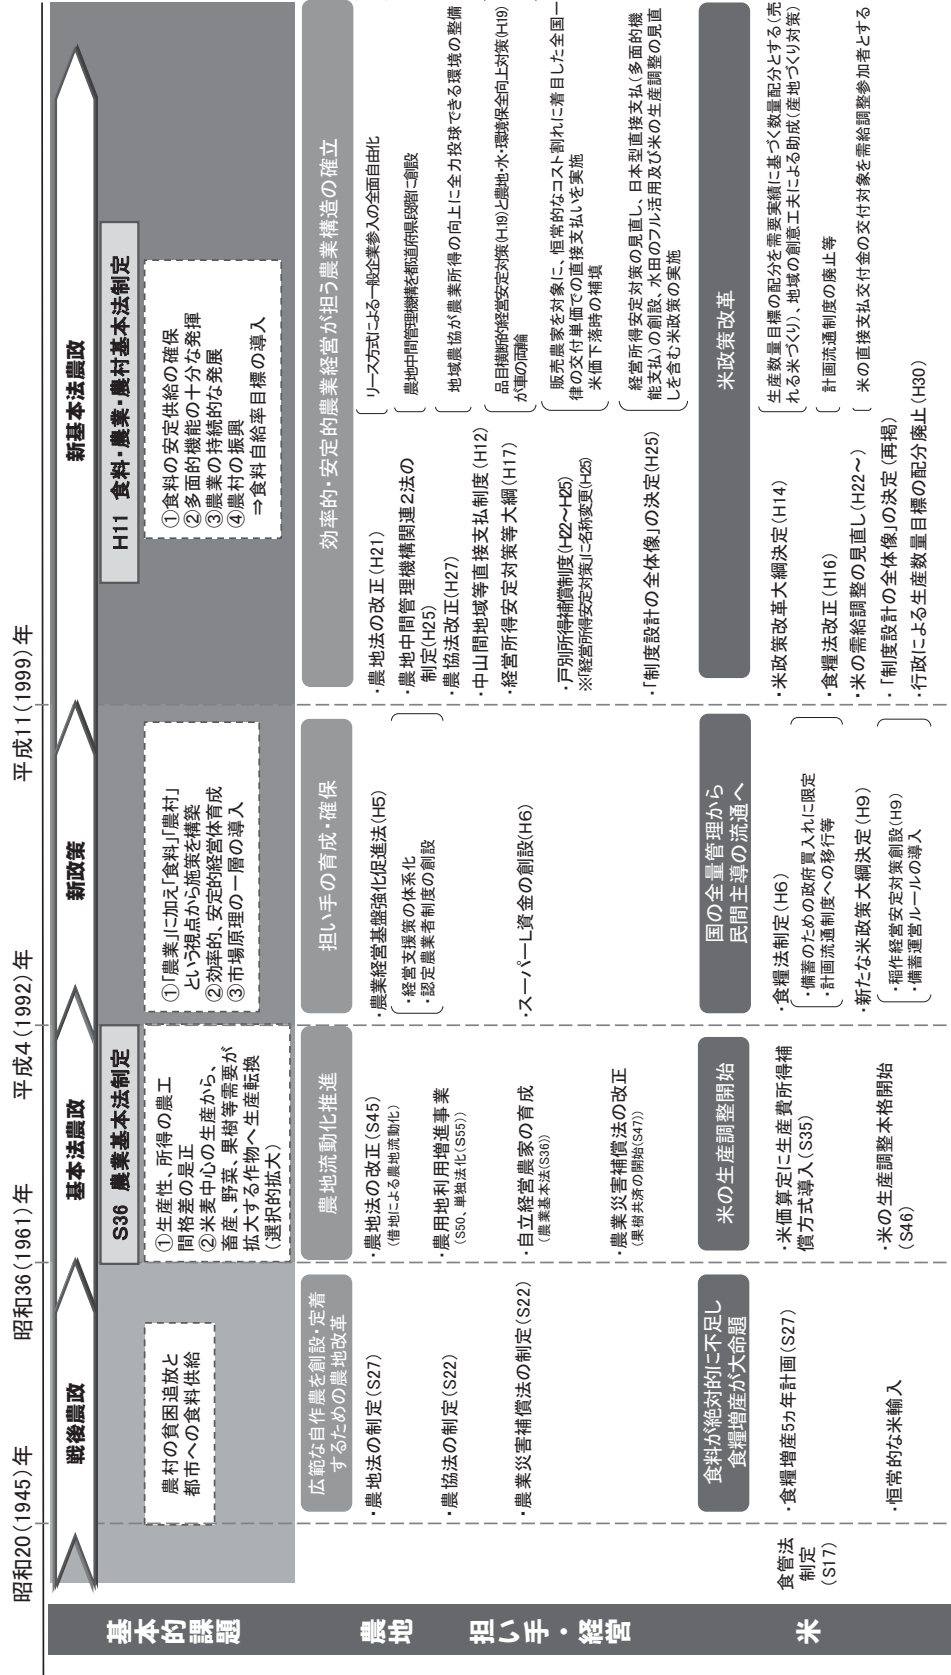 昭和20(1945)年
昭和36(1961)年
平成4(1992)年
平成11(1999)年
戦後農政
基本法農政
新政策
新基本法農政
基本的課題
農村の貧困追放と
都市への食料供給
S36 農業基本法制定
①生産性、所得の農工
間格差の是正
②米麦中心の生産から、
畜産、野菜、果樹等需要が
拡大する作物へ生産転換
(選択的拡大)
①「農業」に加え「食料」「農村」
という視点から施策を構築
②効率的、安定的経営体育成
③市場原理の一層の導入
H11 食料・農業・農村基本法制定
①食料の安定供給の確保
②多面的機能の十分な発揮
③農業の持続的な発展
④農村の振興
⇒食料自給率目標の導入
農地
担い手・経営
広範な自作農を創設・定着
するための農地改革
・農地法の制定(S27)
・農協法の制定(S22)
・農業災害補償法の制定(S22)
農地流動化推進
・農地法の改正(S45)
(借地による農地流動化)
・農用地利用増進事業
(S50、単独法化(S55))
・自立経営農家の育成
(農業基本法(S36))
・農業災害補償法の改正
(果樹共済の開始(S47))
担い手の育成・確保
・農業経営基盤強化促進法(H5)
・経営支援策の体系化
・認定農業者制度の創設
・スーパーL資金の創設(H6)
効率的・安定的農業経営が担う農業構造の確立
・農地法の改正(H21)
リース方式による一般企業参入の全面自由化
・農地中間管理機構関連2法の
制定(H25)
農地中間管理機構を都道府県段階に創設
・農協法改正(H27)
地域農協が農業所得の向上に全力投球できる環境の整備
・中山間地域等直接支払制度(H12)
・経営所得安定対策等大綱(H17)
品目横断的経営安定対策(H19)と農地・水・環境保全向上対策(H19)
が車の両輪
・戸別所得補償制度(H22~H25)
※「経営所得安定対策」に名称変更(H25)
販売農家を対象に、恒常的なコスト割れに着目した全国一
律の交付単価での直接支払いを実施
米価下落時の補填
・「制度設計の全体像」の決定(H25)
経営所得安定対策の見直し、日本型直接支払(多面的機
能支払)の創設、水田のフル活用及び米の生産調整の見直
しを含む米政策の実施
米
食管法
制定
(S17)
食料が絶対的に不足し
食糧増産が大命題
・食糧増産5ヵ年計画(S27)
・恒常的な米輸入
米の生産調整開始
・米価算定に生産費所得補
償方式導入(S35)
・米の生産調整本格開始
(S46)
国の全量管理から
民間主導の流通へ
・食糧法制定(H6)
・備蓄のための政府買入れに限定
・計画流通制度への移行等
・新たな米政策大綱決定(H9)
・稲作経営安定対策創設(H9)
・備蓄運営ルールの導入
米政策改革
・米政策改革大綱決定(H14)
生産数量目標の配分を需要実績に基づく数量配分とする(売
れる米づくり)、地域の創意工夫による助成(産地づくり対策)
・食糧法改正(H16)
計画流通制度の廃止等
・米の需給調整の見直し(H22~)
米の直接支払交付金の交付対象を需給調整参加者とする
・「制度設計の全体像」の決定(再掲)
・行政による生産数量目標の配分廃止(H30)